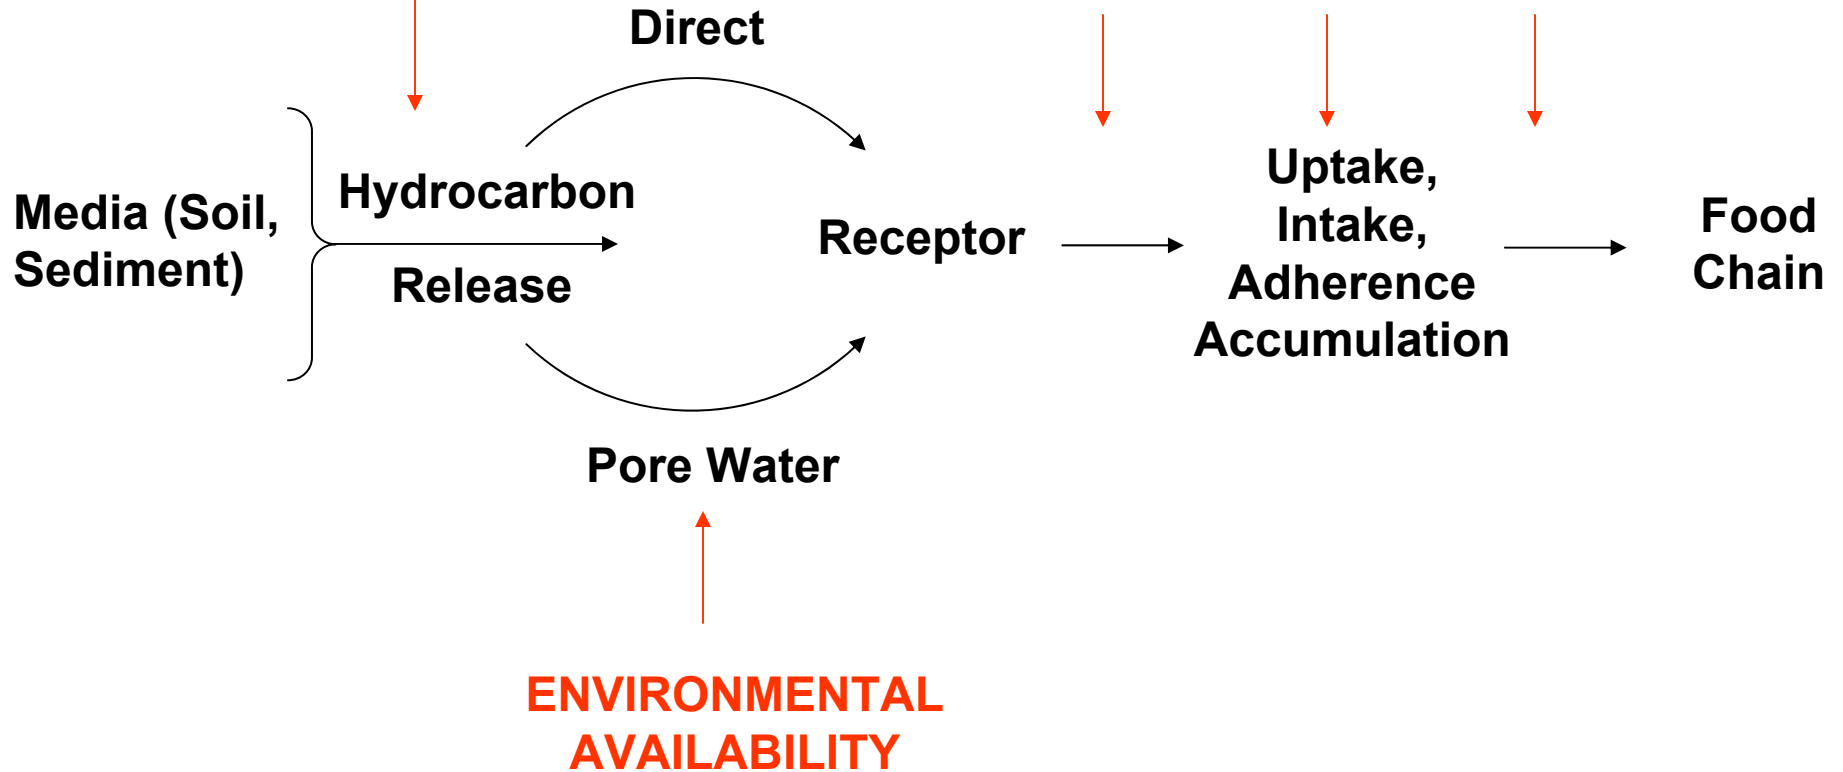 Direct
Media (Soil,
Sediment)
Hydrocarbon
Release
Receptor
Uptake,
Intake,
Adherence
Accumulation
Food
Chain
Pore Water
ENVIRONMENTAL
AVAILABILITY